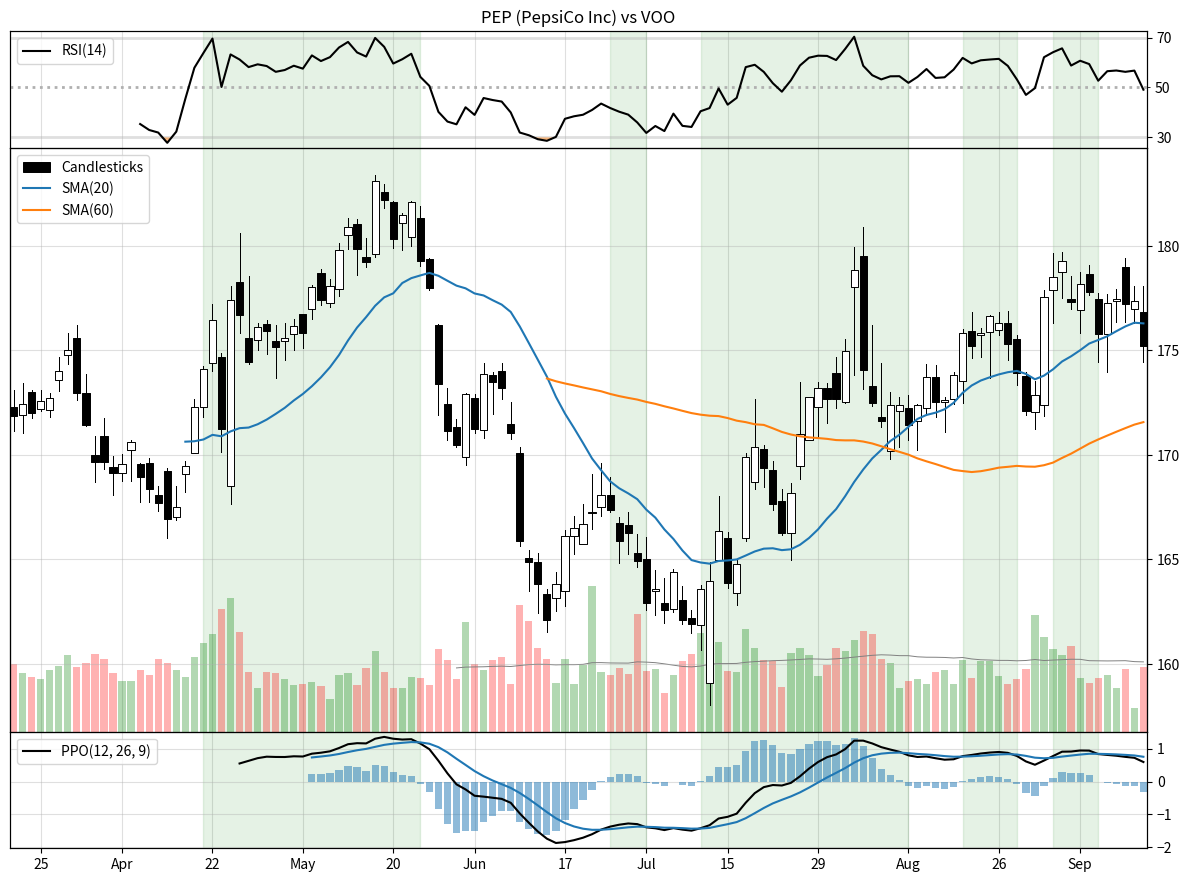 PEP (PepsiCo Inc) vs VOO
RSI(14)
70
50
30
Candlesticks
SMA(20)
SMA(60)
180
175
170
165
160
PPO(12, 26, 9)
1
0
−1
−2
25 Apr 22 May 20 Jun 17 Jul 15 29 Aug 26 Sep